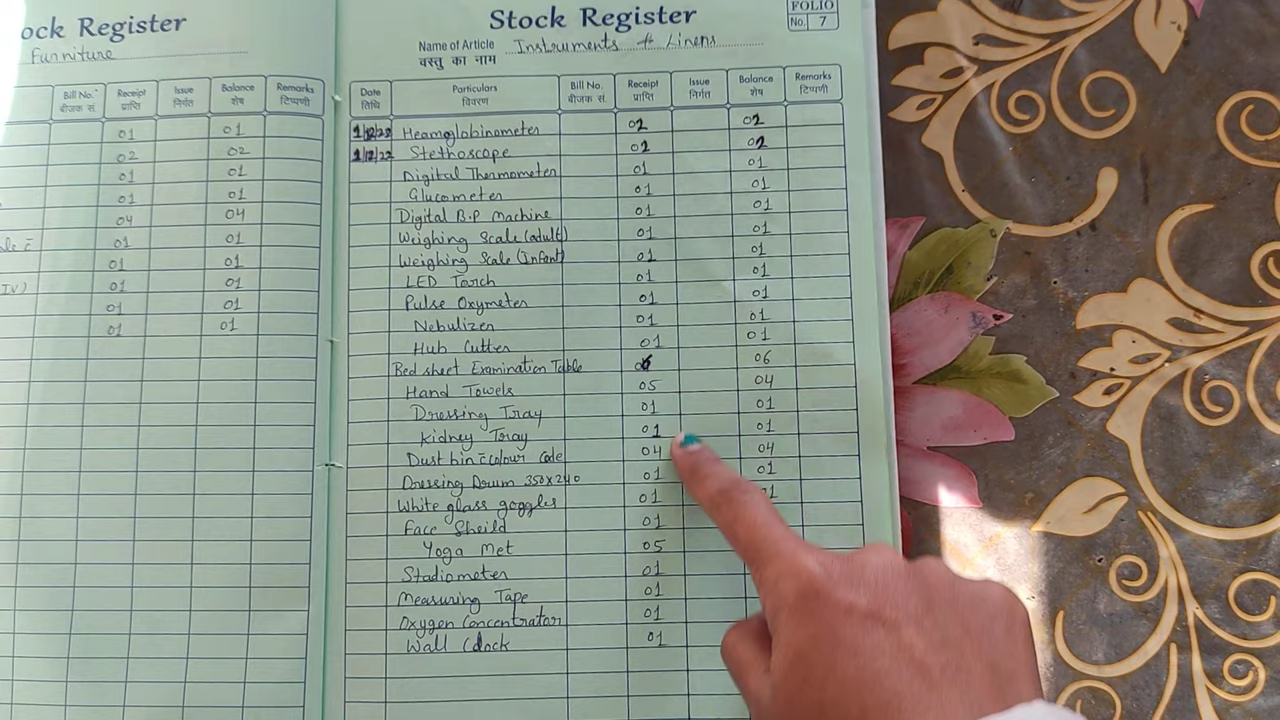 ock Register
Furniture
Bill No. Receipt Issue Balance Remarks
बीजक सं. प्राप्ति निर्गत शेष टिप्पणी
01 01
02 02
01 01
01 01
04 04
01 01
01 01
IV) 01 01
01 01
01 01
Stock Register
FOLIO
No. 7
Name of Article Instruments & Linens
वस्तु का नाम
Date Particulars Bill No. Receipt Issue Balance Remarks
तिथि विवरण बीजक सं. प्राप्ति निर्गत शेष टिप्पणी
Heamoglobinometer 02 02
Stethoscope 02 02
Digital Thermometer 01 01
Glucometer 01 01
Digital B.P Machine 01 01
Weighing Scale (adult) 01 01
Weighing Scale (Infant) 01 01
LED Torch 01 01
Pulse Oxymeter 01 01
Nebulizer 01 01
Hub Cutter 01 01
Bed sheet Examination Table 06
Hand Towels 05 04
Dressing Tray 01 01
Kidney Tray 01 01
Dust bin c̄ colour Code 04 04
Dressing Drum 350x240 01 01
White glass goggles 01 01
Face Sheild 01
Yoga Met 05
Stadiometer 01
Measuring Tape 01
Oxygen Concentrator 01
Wall Clock 01